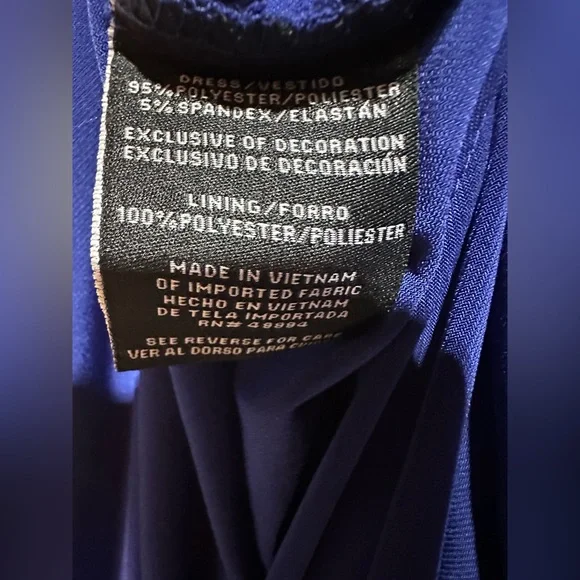 DRESS/VESTIDO
95%POLYESTER/POLIESTER
5%SPANDEX/ELASTÁN
EXCLUSIVE OF DECORATION
EXCLUSIVO DE DECORACIÓN
LINING/FORRO
100%POLYESTER/POLIESTER
MADE IN VIETNAM
OF IMPORTED FABRIC
HECHO EN VIETNAM
DE TELA IMPORTADA
RN# 49994
SEE REVERSE FOR CARE
VER AL DORSO PARA